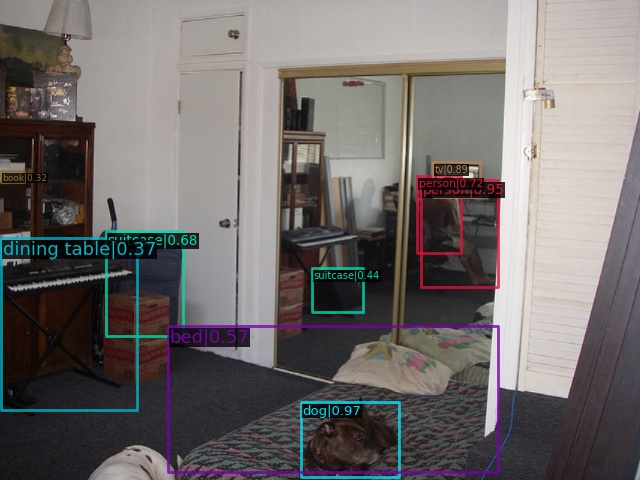 tv|0.89
book|0.32
person|0.72
person|0.95
suitcase|0.68
dining table|0.37
suitcase|0.44
bed|0.57
dog|0.97